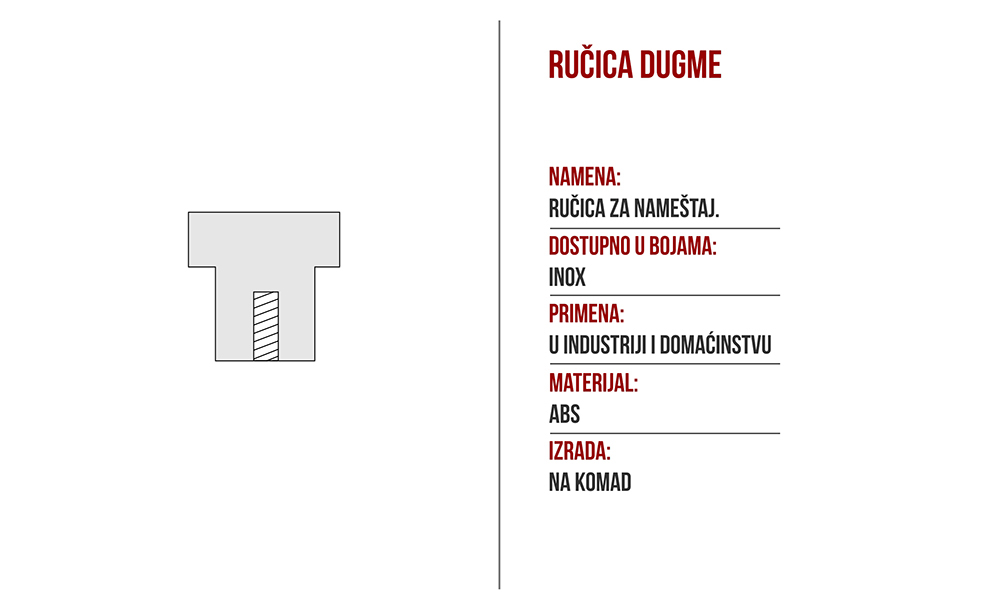 RUČICA DUGME
NAMENA:
RUČICA ZA NAMEŠTAJ.
DOSTUPNO U BOJAMA:
INOX
PRIMENA:
U INDUSTRIJI I DOMAĆINSTVU
MATERIJAL:
ABS
IZRADA:
NA KOMAD